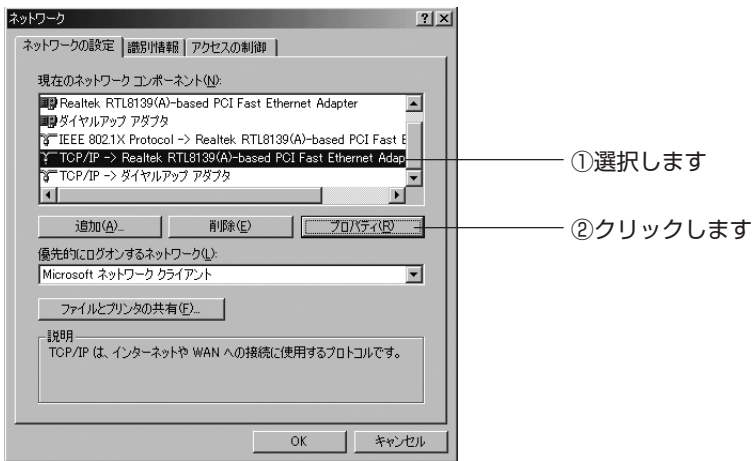 ネットワーク
ネットワークの設定 識別情報 アクセスの制御
現在のネットワーク コンポーネント(N):
Realtek RTL8139(A)-based PCI Fast Ethernet Adapter
ダイヤルアップ アダプタ
IEEE 802.1X Protocol -> Realtek RTL8139(A)-based PCI Fast E
TCP/IP -> Realtek RTL8139(A)-based PCI Fast Ethernet Adap
①選択します
TCP/IP -> ダイヤルアップ アダプタ
追加(A)... 削除(E) プロパティ(R)
②クリックします
優先的にログオンするネットワーク(L):
Microsoft ネットワーク クライアント
ファイルとプリンタの共有(F)...
説明
TCP/IP は、インターネットや WAN への接続に使用するプロトコルです。
OK キャンセル